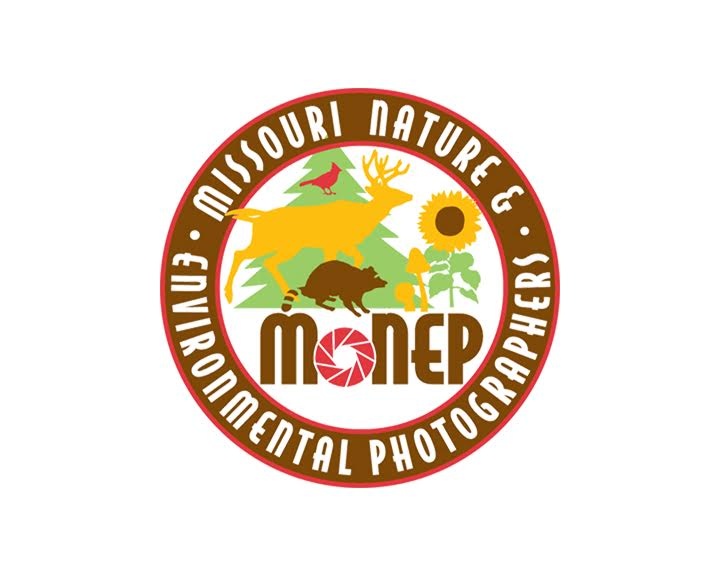 MISSOURI NATURE &
• ENVIRONMENTAL PHOTOGRAPHERS •
MONEP